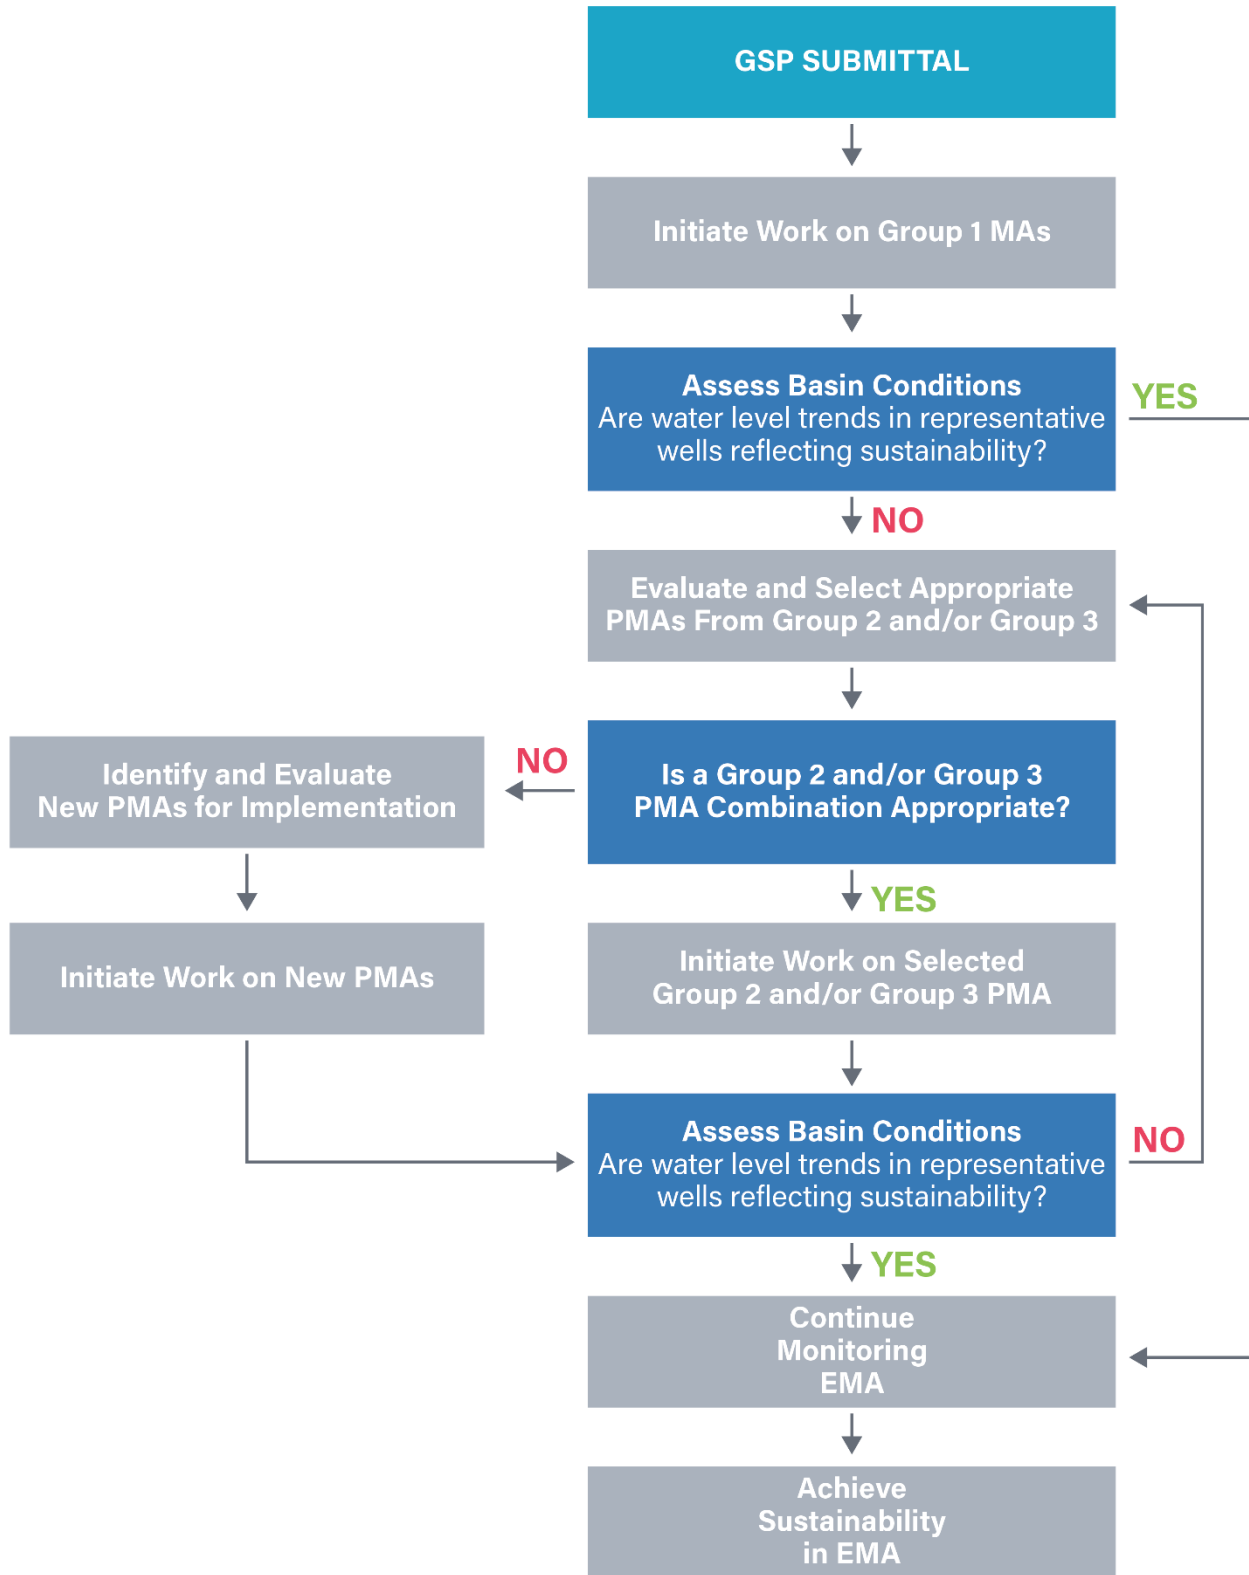 GSP SUBMITTAL
Initiate Work on Group 1 MAs
Assess Basin Conditions
Are water level trends in representative
wells reflecting sustainability?
YES
NO
Evaluate and Select Appropriate
PMAs From Group 2 and/or Group 3
Is a Group 2 and/or Group 3
PMA Combination Appropriate?
NO
Identify and Evaluate
New PMAs for Implementation
Initiate Work on New PMAs
YES
Initiate Work on Selected
Group 2 and/or Group 3 PMA
Assess Basin Conditions
Are water level trends in representative
wells reflecting sustainability?
NO
YES
Continue
Monitoring
EMA
Achieve
Sustainability
in EMA